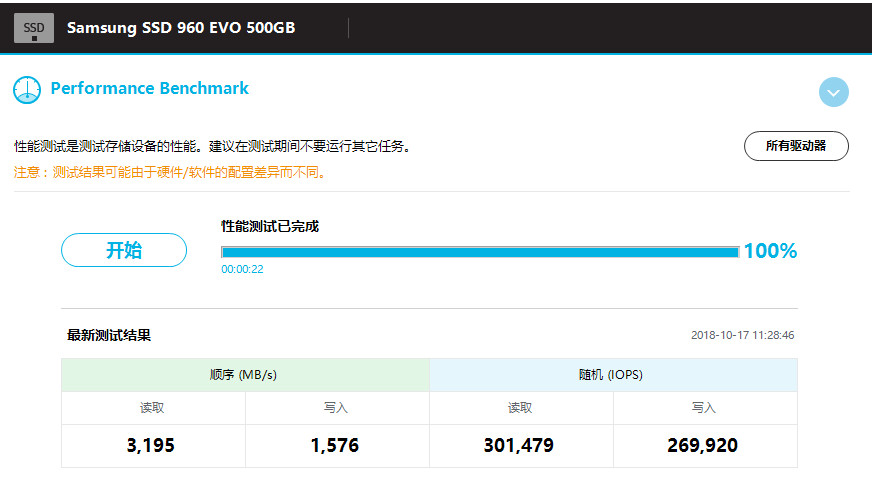 SSD
Samsung SSD 960 EVO 500GB
Performance Benchmark
性能测试是测试存储设备的性能。建议在测试期间不要运行其它任务。
所有驱动器
注意：测试结果可能由于硬件/软件的配置差异而不同。
性能测试已完成
开始
100%
00:00:22
最新测试结果
2018-10-17 11:28:46
顺序 (MB/s) 随机 (IOPS)
读取 写入 读取 写入
3,195 1,576 301,479 269,920